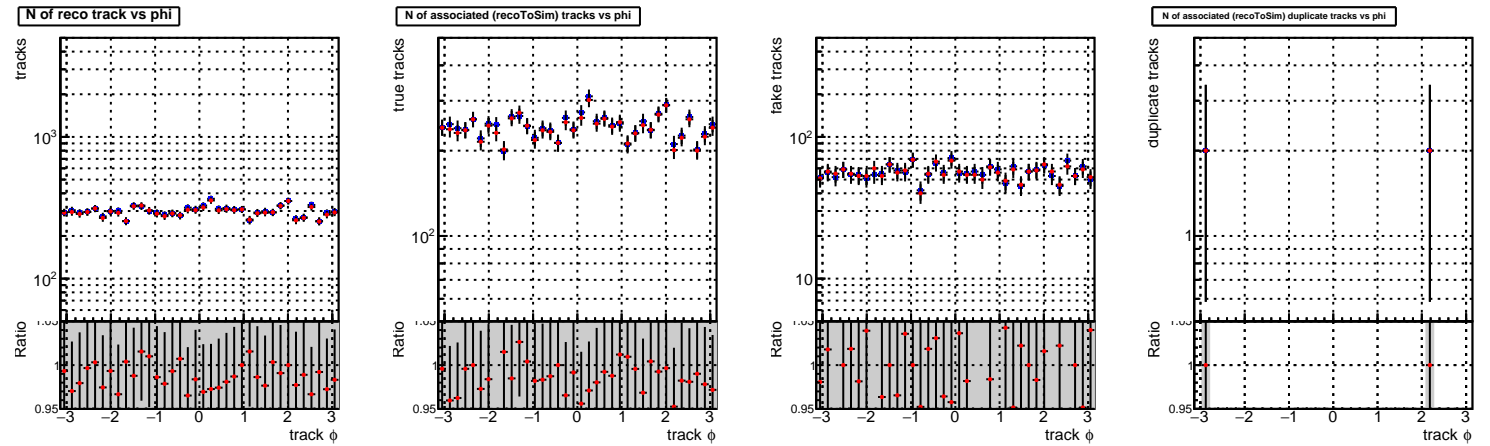 N of reco track vs phi
N of associated (recoToSim) tracks vs phi
N of associated (recoToSim) duplicate tracks vs phi
tracks
10³
10²
Ratio
1
0.95
−3 −2 −1 0 1 2 3
track ϕ
true tracks
10²
Ratio
1
0.95
−3 −2 −1 0 1 2 3
track ϕ
fake tracks
10²
10
Ratio
1
0.95
−3 −2 −1 0 1 2 3
track ϕ
duplicate tracks
1
Ratio
1
0.95
−3 −2 −1 0 1 2 3
track ϕ